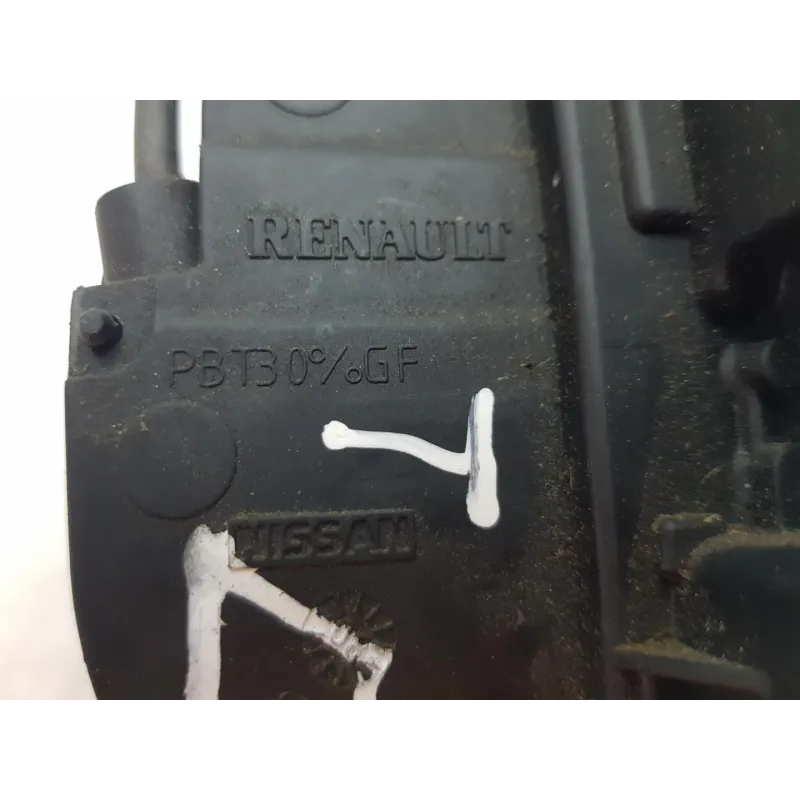 RENAULT
PBT30%GF
NISSAN